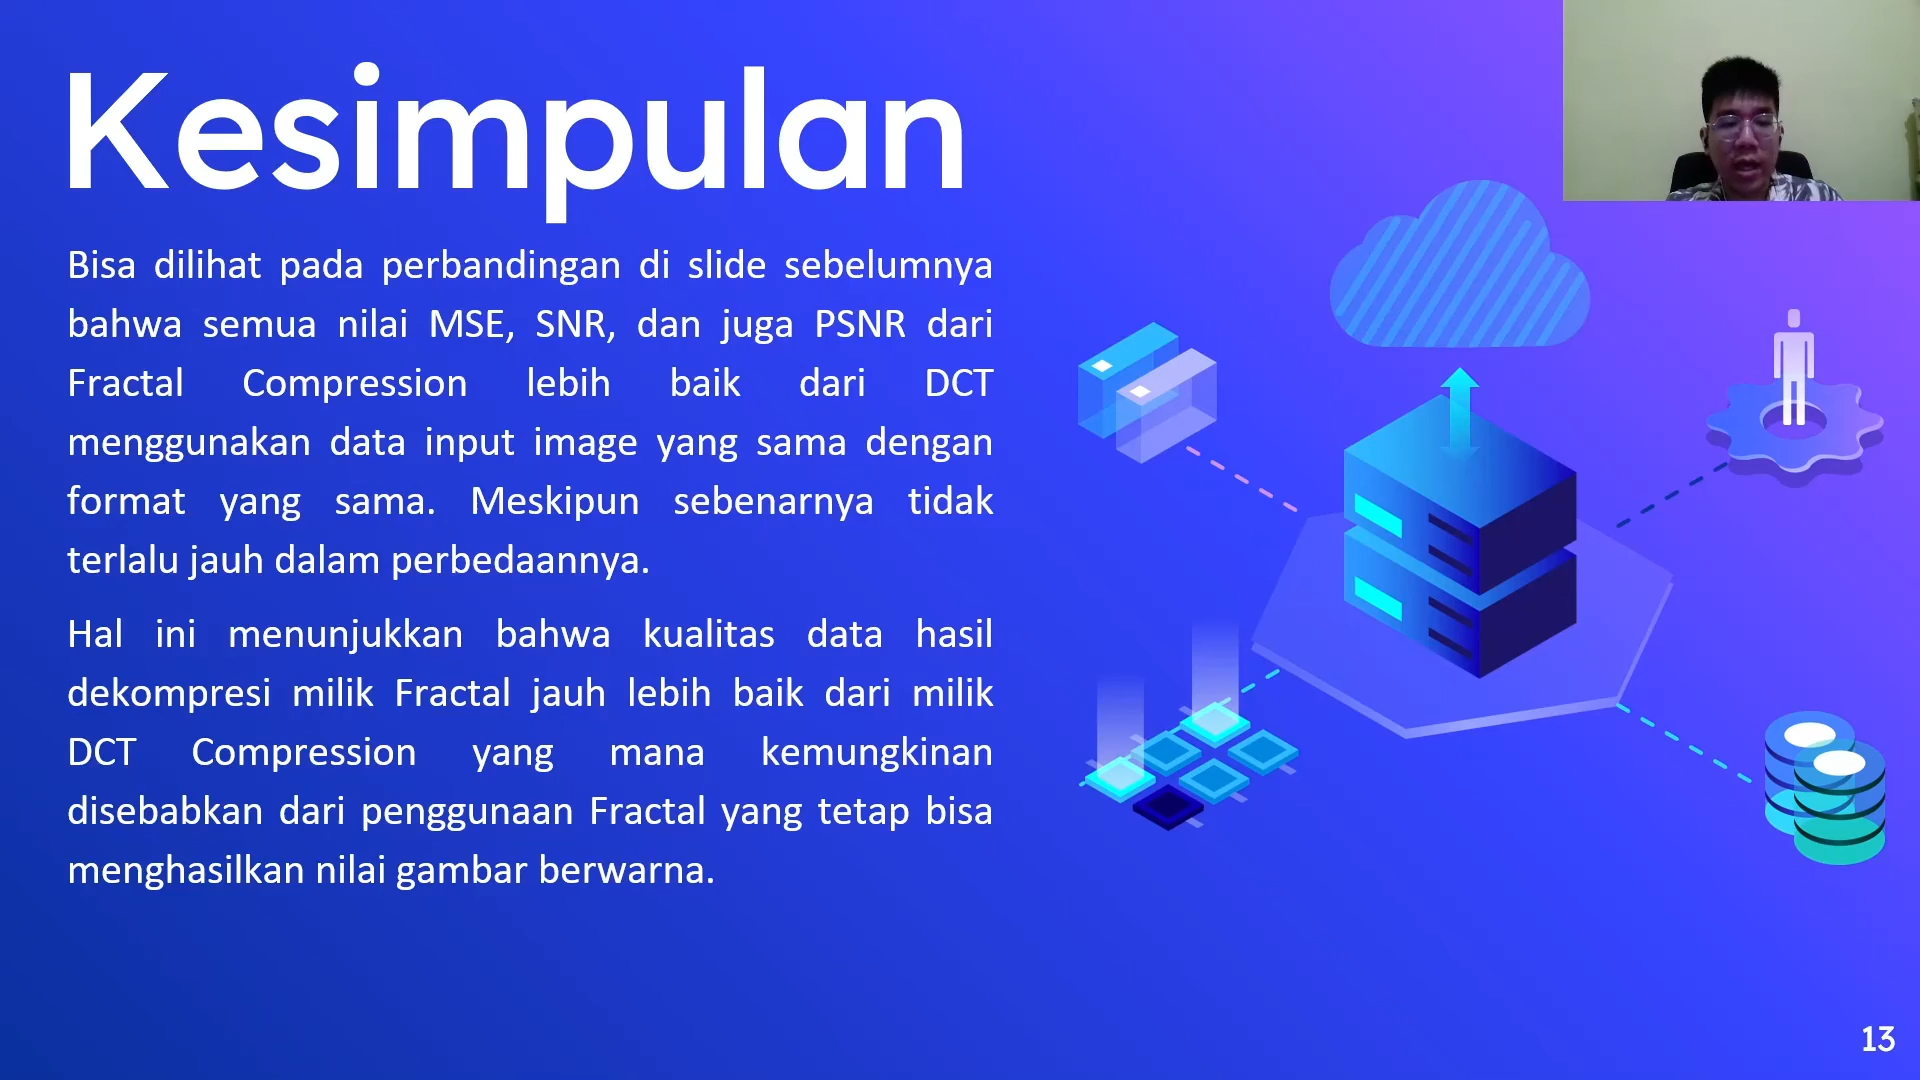 Kesimpulan
Bisa dilihat pada perbandingan di slide sebelumnya
bahwa semua nilai MSE, SNR, dan juga PSNR dari
Fractal Compression lebih baik dari DCT
menggunakan data input image yang sama dengan
format yang sama. Meskipun sebenarnya tidak
terlalu jauh dalam perbedaannya.
Hal ini menunjukkan bahwa kualitas data hasil
dekompresi milik Fractal jauh lebih baik dari milik
DCT Compression yang mana kemungkinan
disebabkan dari penggunaan Fractal yang tetap bisa
menghasilkan nilai gambar berwarna.
13